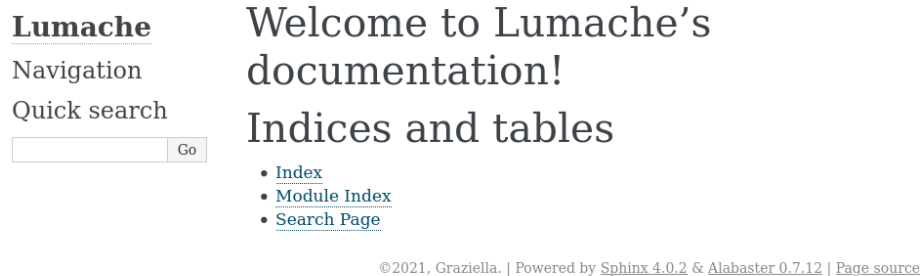 Lumache
Navigation
Quick search
Go
Welcome to Lumache’s
documentation!
Indices and tables
• Index
• Module Index
• Search Page
©2021, Graziella. | Powered by Sphinx 4.0.2 & Alabaster 0.7.12 | Page source